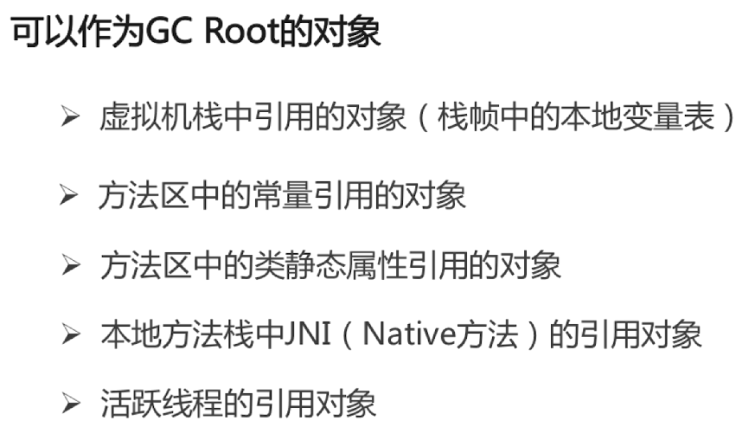 可以作为GC Root的对象
➢ 虚拟机栈中引用的对象（栈帧中的本地变量表）
➢ 方法区中的常量引用的对象
➢ 方法区中的类静态属性引用的对象
➢ 本地方法栈中JNI（Native方法）的引用对象
➢ 活跃线程的引用对象